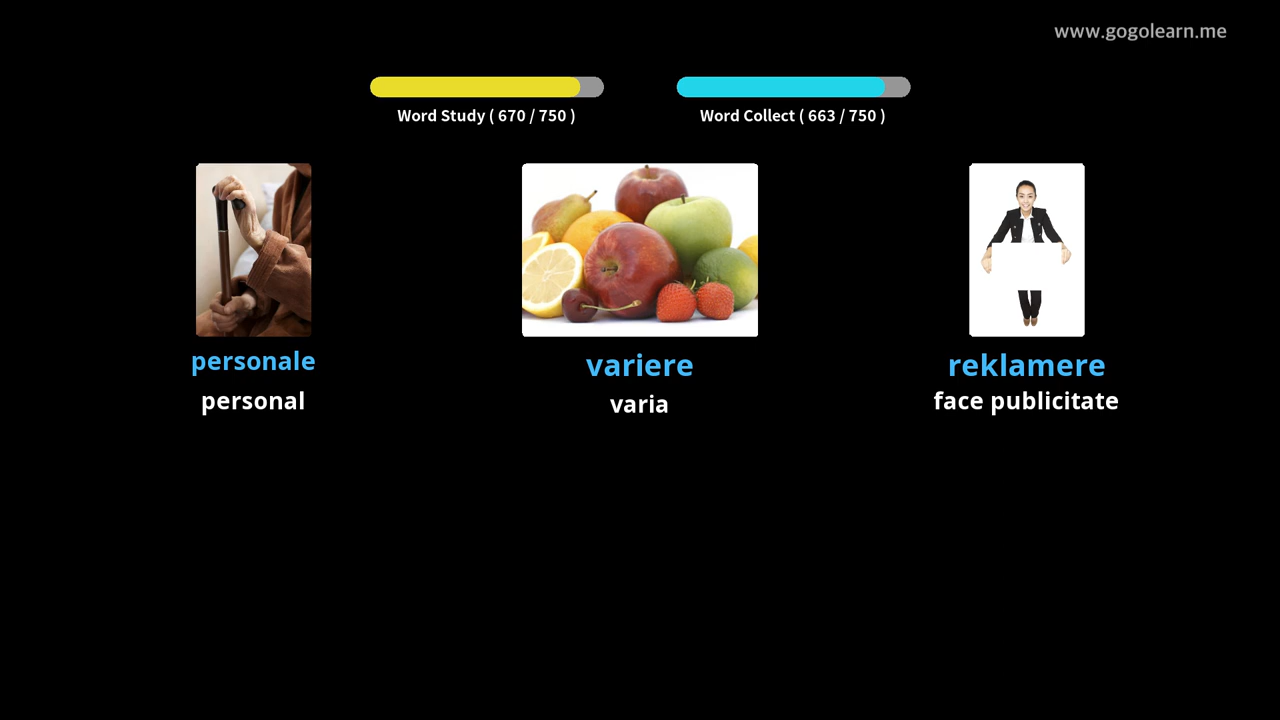 www.gogolearn.me
Word Study ( 670 / 750 )
Word Collect ( 663 / 750 )
personale
personal
variere
varia
reklamere
face publicitate